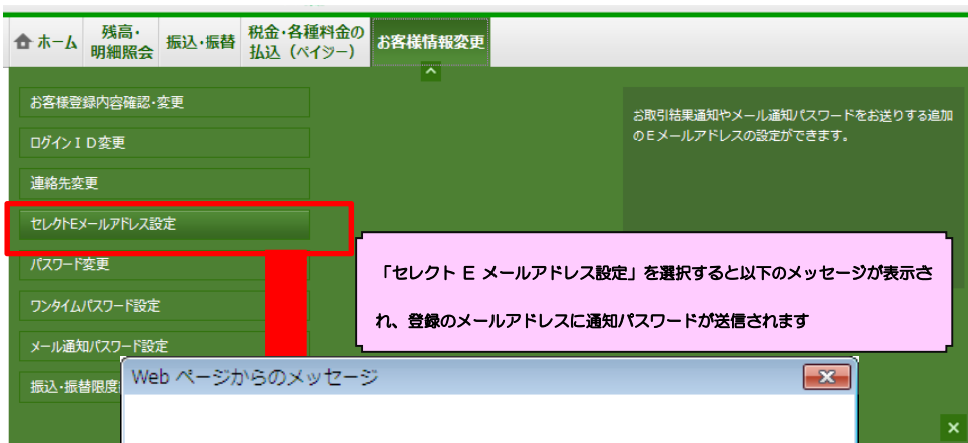 ホーム
残高・
明細照会
振込・振替
税金・各種料金の
払込（ペイジー）
お客様情報変更
お客様登録内容確認・変更
ログインＩＤ変更
連絡先変更
セレクトEメールアドレス設定
パスワード変更
ワンタイムパスワード設定
メール通知パスワード設定
振込・振替限度
お取引結果通知やメール通知パスワードをお送りする追加
のＥメールアドレスの設定ができます。
「セレクト E メールアドレス設定」を選択すると以下のメッセージが表示さ
れ、登録のメールアドレスに通知パスワードが送信されます
Web ページからのメッセージ